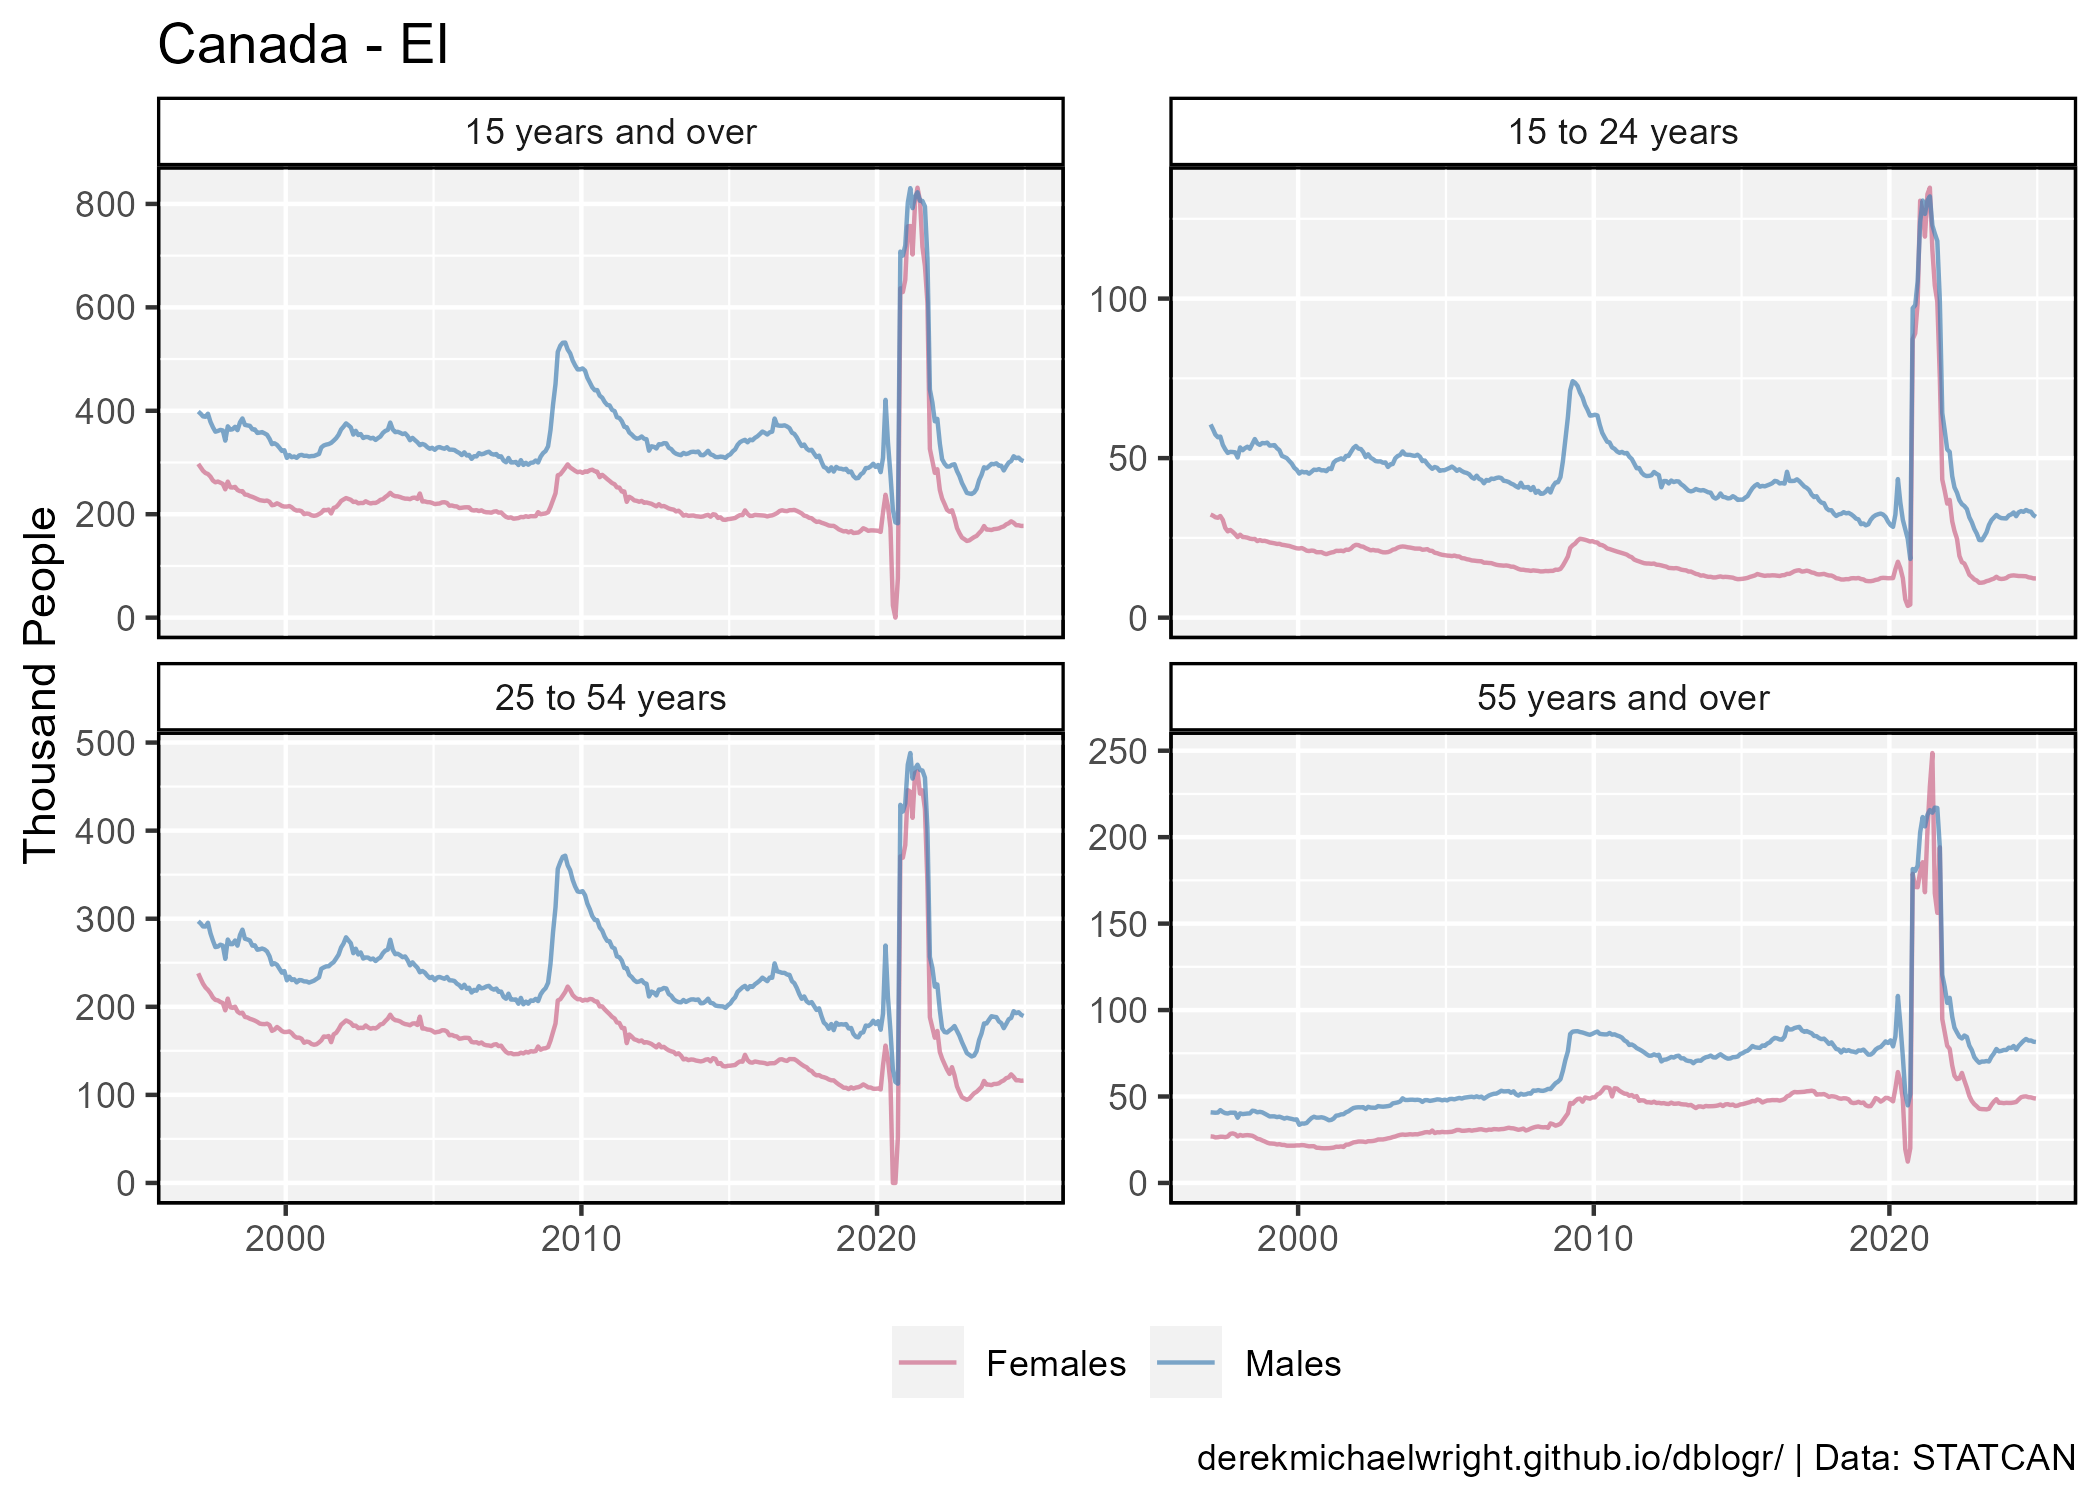 Canada - EI
15 years and over
15 to 24 years
800
600
400
200
0
100
50
0
Thousand People
25 to 54 years
55 years and over
500
400
300
200
100
0
250
200
150
100
50
0
2000 2010 2020
2000 2010 2020
Females Males
derekmichaelwright.github.io/dblogr/ | Data: STATCAN